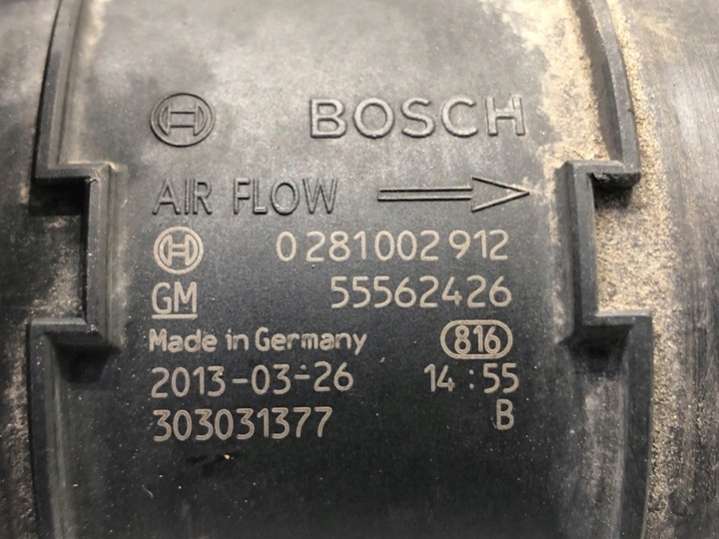 BOSCH
AIR FLOW
0 281 002 912
GM 55562426
Made in Germany 816
2013-03-26 14:55
303031377 B